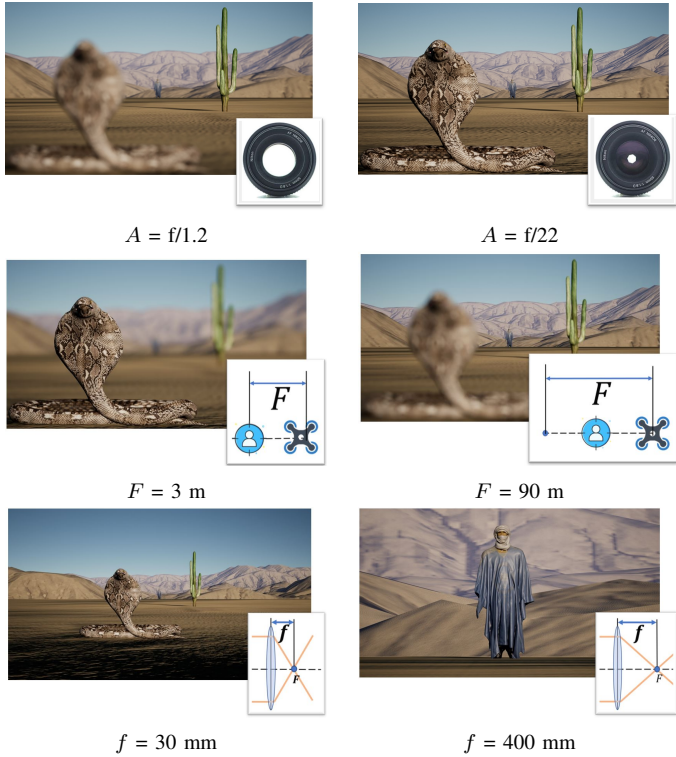 A = f/1.2
A = f/22
F
F
F = 3 m
F = 90 m
f
F
f
F
f = 30 mm
f = 400 mm